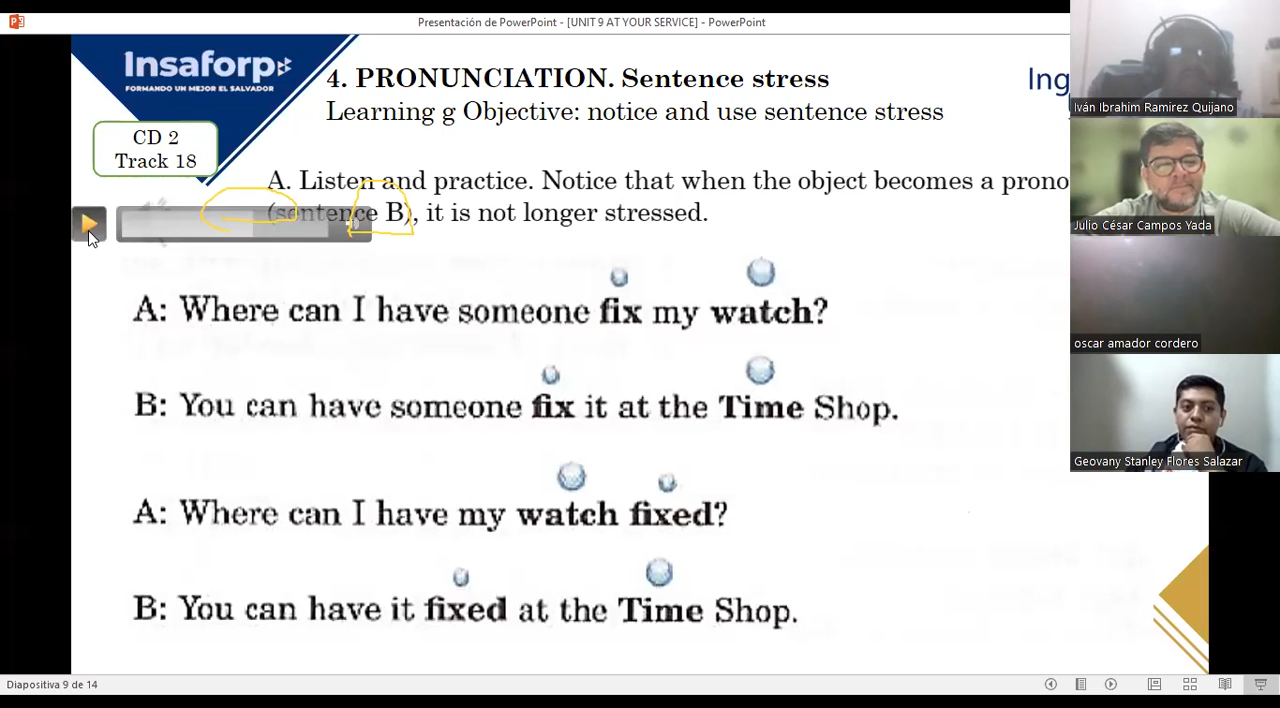 Presentación de PowerPoint - [UNIT 9 AT YOUR SERVICE] - PowerPoint
Insaforp
FORMANDO UN MEJOR EL SALVADOR
4. PRONUNCIATION. Sentence stress
Ing
Learning g Objective: notice and use sentence stress
CD 2
Track 18
A. Listen and practice. Notice that when the object becomes a prono
(sentence B), it is not longer stressed.
A: Where can I have someone fix my watch?
B: You can have someone fix it at the Time Shop.
A: Where can I have my watch fixed?
B: You can have it fixed at the Time Shop.
Iván Ibrahim Ramirez Quijano
Julio César Campos Yada
oscar amador cordero
Geovany Stanley Flores Salazar
Diapositiva 9 de 14